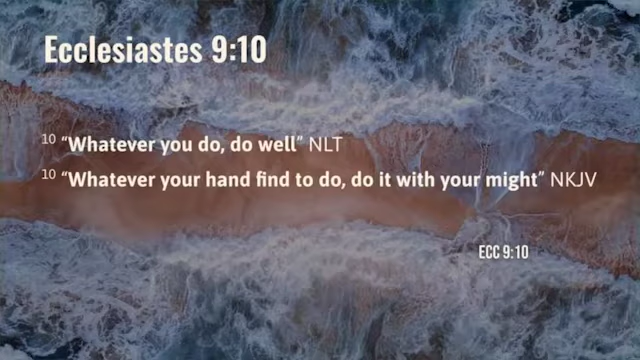 Ecclesiastes 9:10
10 “Whatever you do, do well” NLT
10 “Whatever your hand find to do, do it with your might” NKJV
ECC 9:10